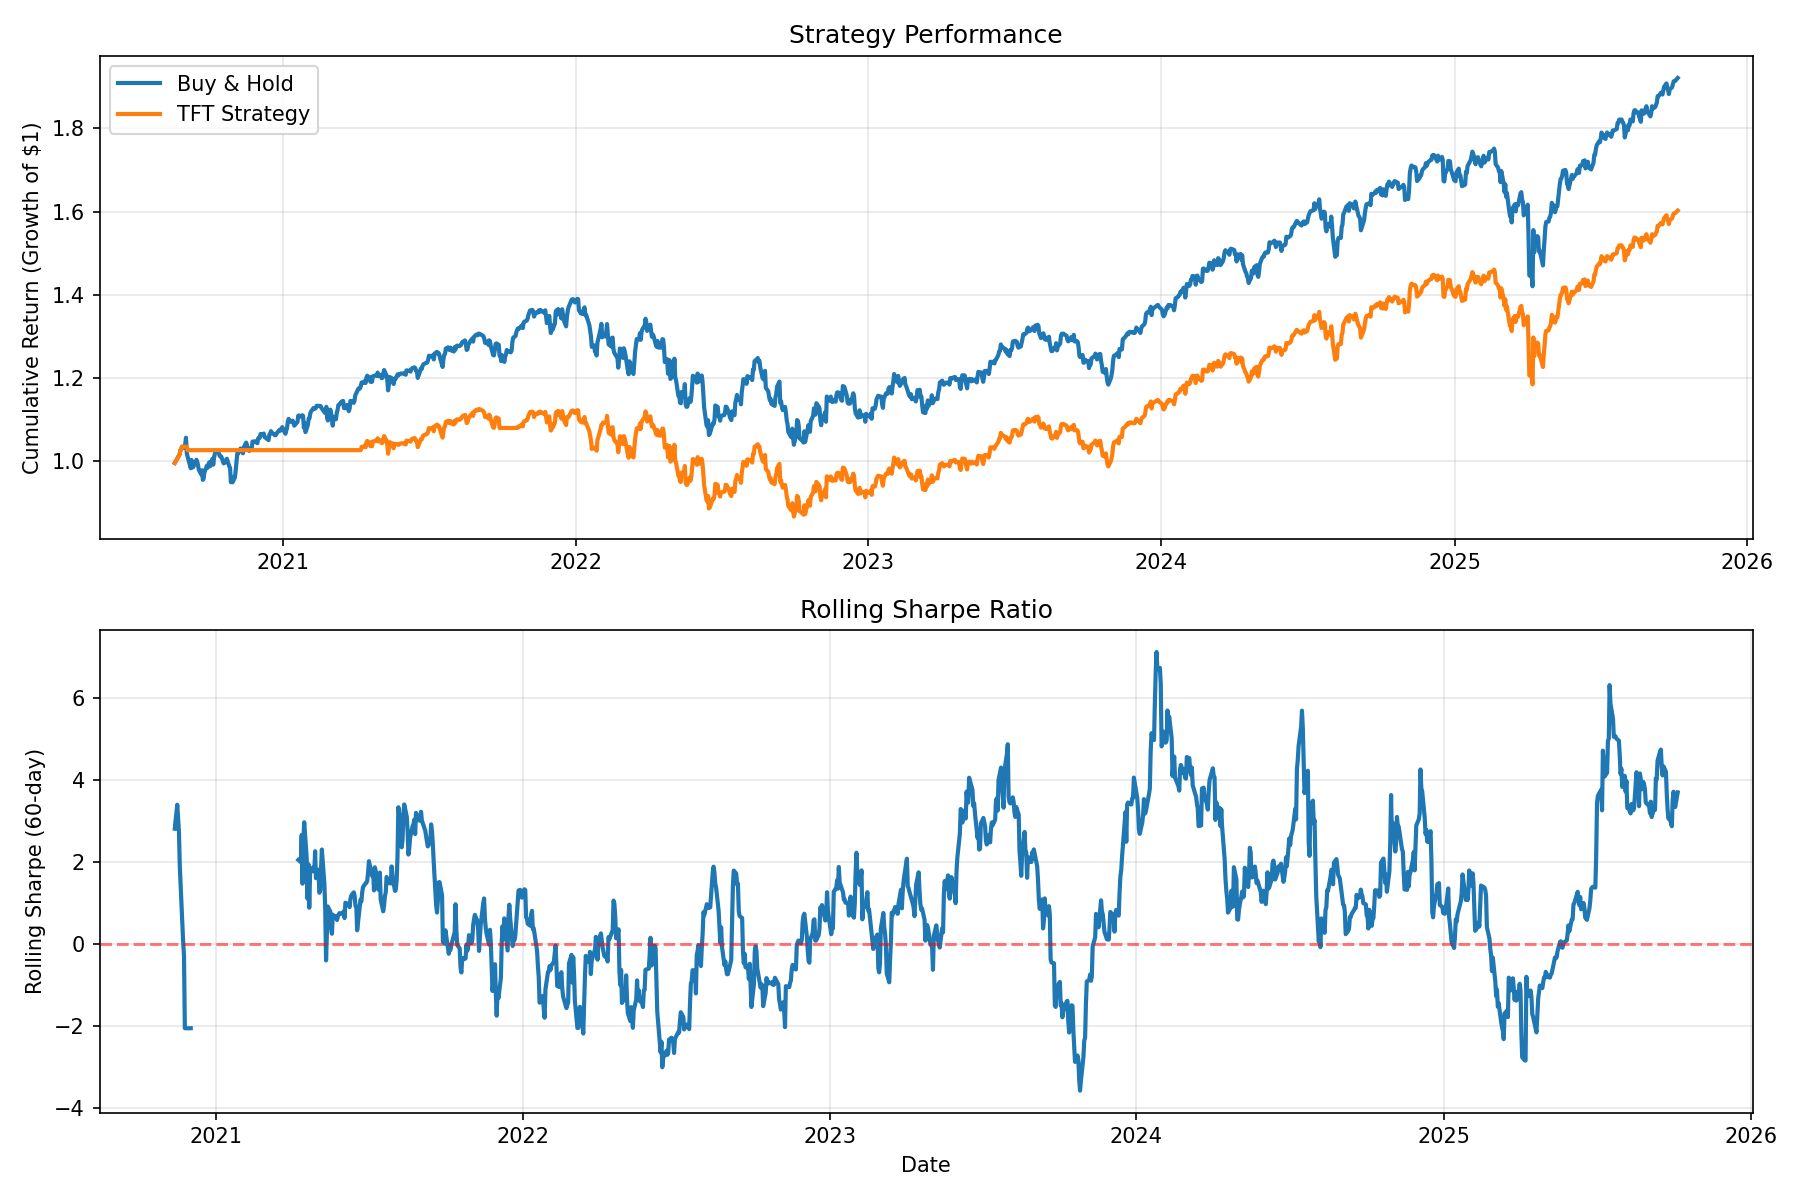 Strategy Performance
Cumulative Return (Growth of $1)
Buy & Hold
TFT Strategy
1.8
1.6
1.4
1.2
1.0
2021 2022 2023 2024 2025 2026
Rolling Sharpe Ratio
Rolling Sharpe (60-day)
6
4
2
0
−2
−4
2021 2022 2023 2024 2025 2026
Date